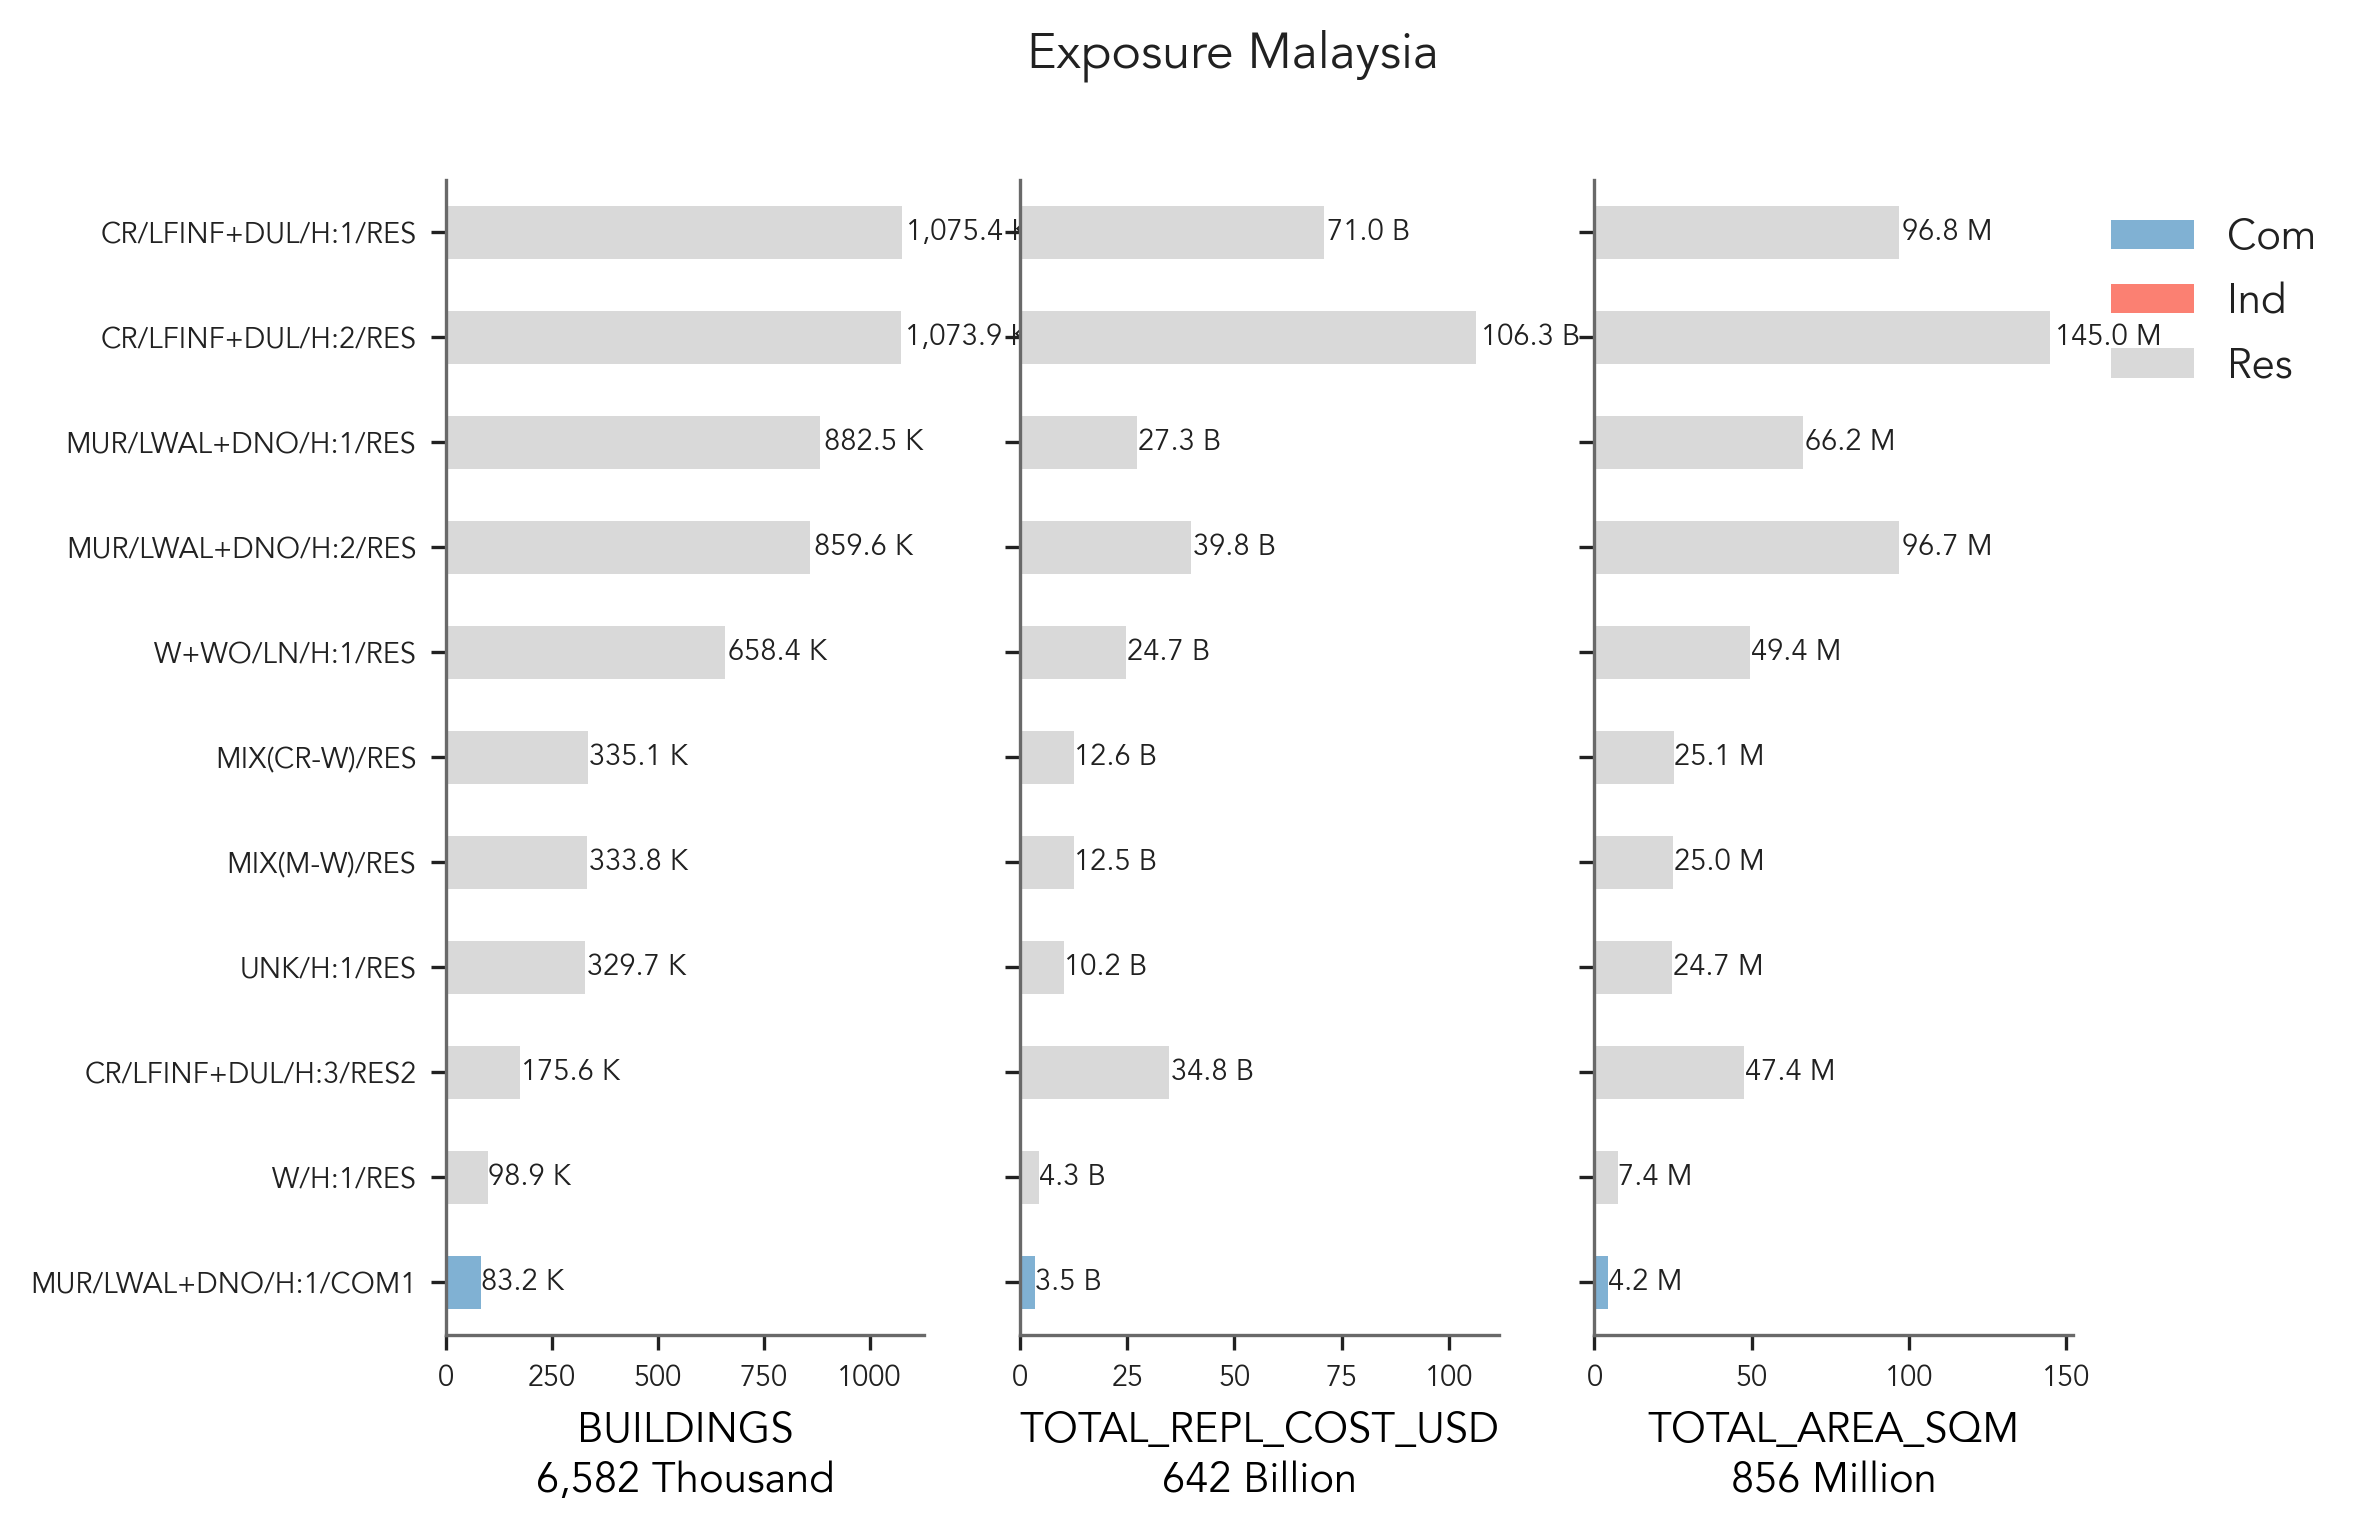 Exposure Malaysia
CR/LFINF+DUL/H:1/RES
CR/LFINF+DUL/H:2/RES
MUR/LWAL+DNO/H:1/RES
MUR/LWAL+DNO/H:2/RES
W+WO/LN/H:1/RES
MIX(CR-W)/RES
MIX(M-W)/RES
UNK/H:1/RES
CR/LFINF+DUL/H:3/RES2
W/H:1/RES
MUR/LWAL+DNO/H:1/COM1
1,075.4 K
1,073.9 K
882.5 K
859.6 K
658.4 K
335.1 K
333.8 K
329.7 K
175.6 K
98.9 K
83.2 K
0 250 500 750 1000
BUILDINGS
6,582 Thousand
71.0 B
106.3 B
27.3 B
39.8 B
24.7 B
12.6 B
12.5 B
10.2 B
34.8 B
4.3 B
3.5 B
0 25 50 75 100
TOTAL_REPL_COST_USD
642 Billion
96.8 M
145.0 M
66.2 M
96.7 M
49.4 M
25.1 M
25.0 M
24.7 M
47.4 M
7.4 M
4.2 M
0 50 100 150
TOTAL_AREA_SQM
856 Million
Com
Ind
Res